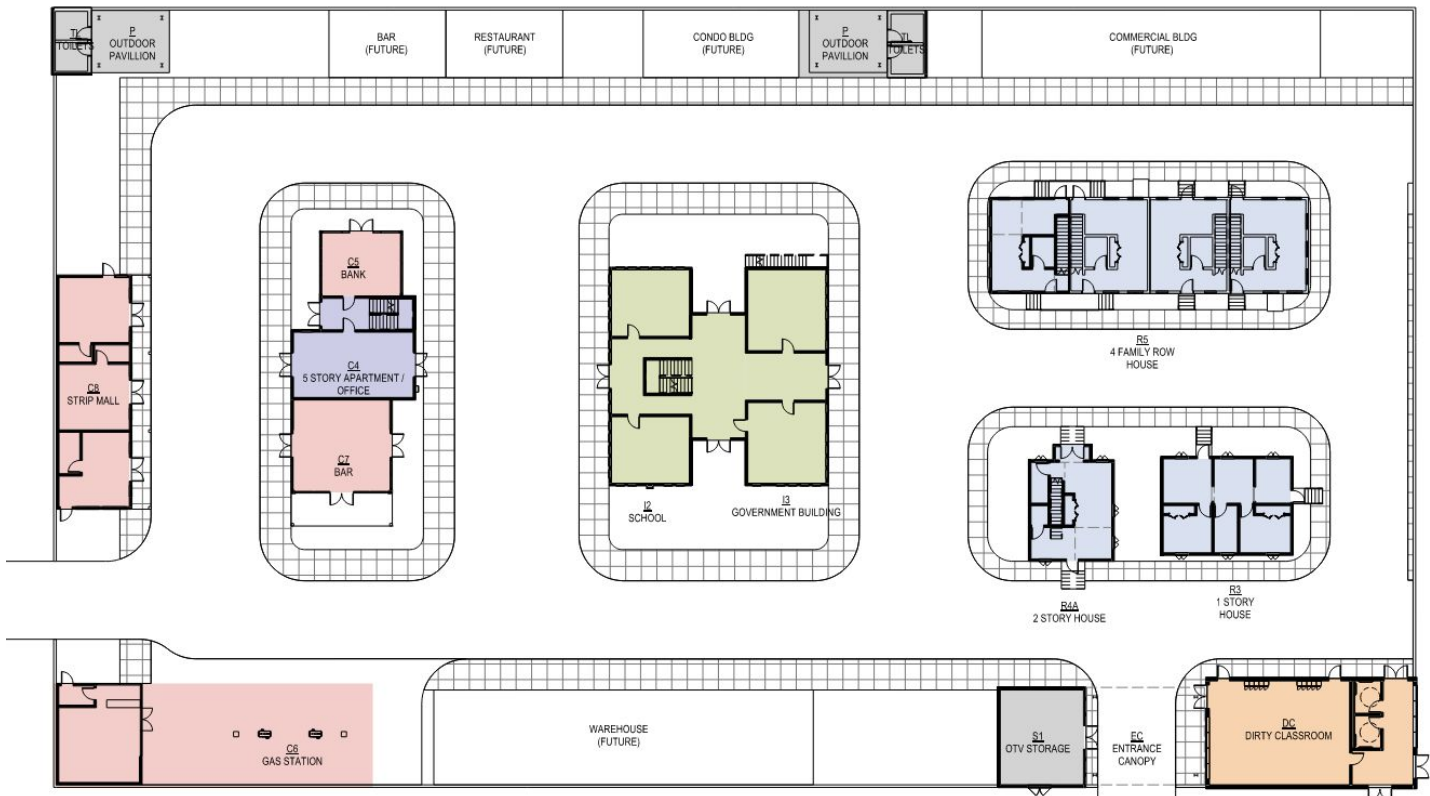 TL
TOILETS
P
OUTDOOR
PAVILLION
BAR
(FUTURE)
RESTAURANT
(FUTURE)
CONDO BLDG
(FUTURE)
P
OUTDOOR
PAVILLION
TL
TOILETS
COMMERCIAL BLDG
(FUTURE)
C5
BANK
C4
5 STORY APARTMENT /
OFFICE
C7
BAR
C8
STRIP MALL
I2
SCHOOL
I3
GOVERNMENT BUILDING
R5
4 FAMILY ROW
HOUSE
R4A
2 STORY HOUSE
R3
1 STORY
HOUSE
C6
GAS STATION
WAREHOUSE
(FUTURE)
S1
OTV STORAGE
EC
ENTRANCE
CANOPY
DC
DIRTY CLASSROOM